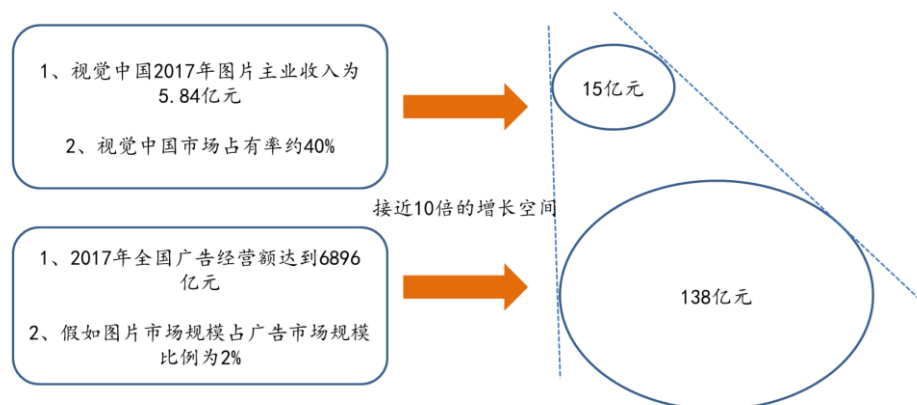 1、视觉中国2017年图片主业收入为
5.84亿元
2、视觉中国市场占有率约40%
15亿元
接近10倍的增长空间
1、2017年全国广告经营额达到6896
亿元
2、假如图片市场规模占广告市场规模
比例为2%
138亿元